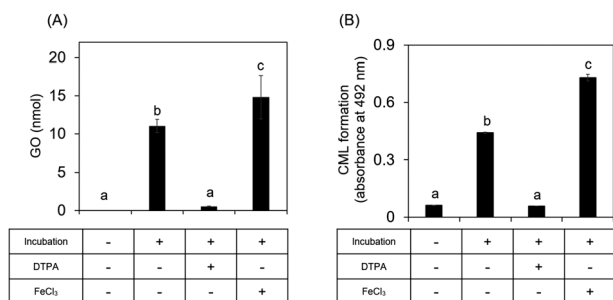 (A)
GO (nmol)
20
15
10
5
0
a
b
a
c
Incubation - + + +
DTPA - - + -
FeCl₃ - - - +
(B)
CML formation
(absorbance at 492 nm)
0.9
0.6
0.3
0
a
b
a
c
Incubation - + + +
DTPA - - + -
FeCl₃ - - - +